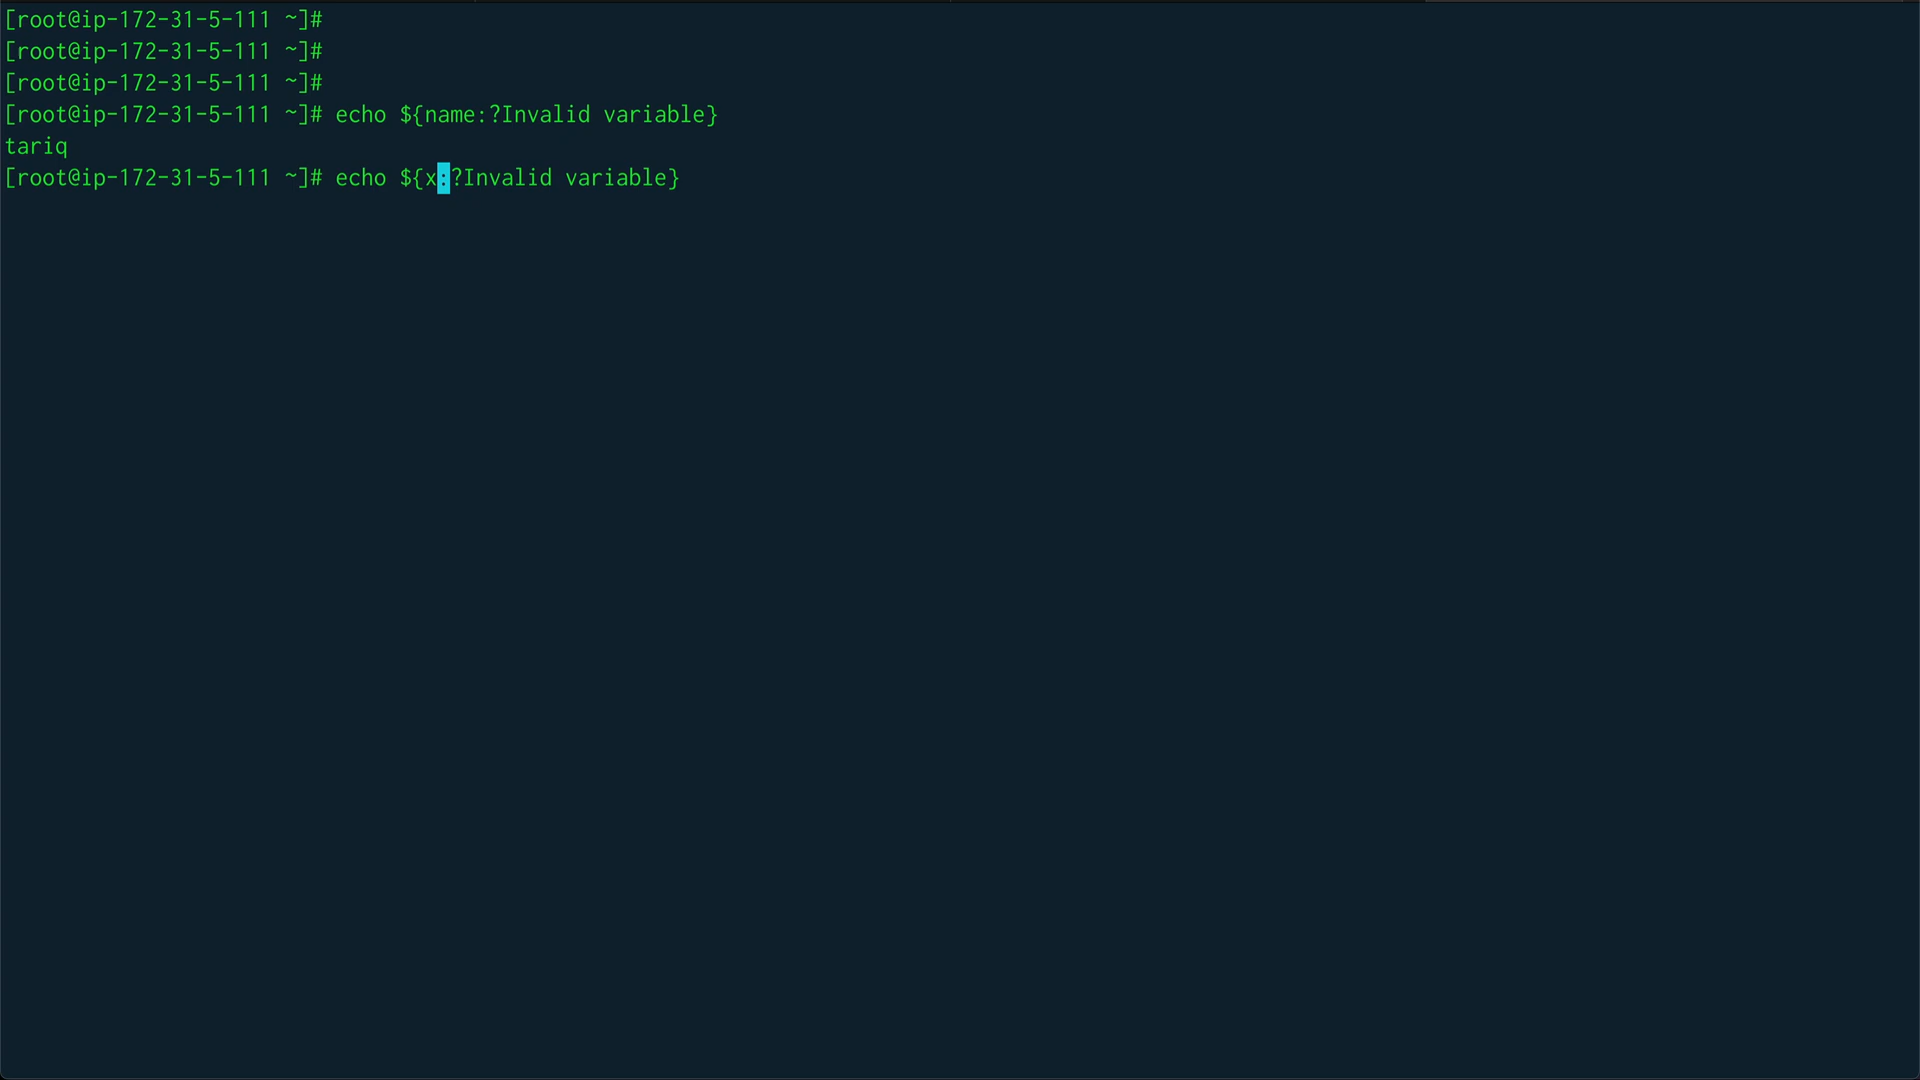 [root@ip-172-31-5-111 ~]#
[root@ip-172-31-5-111 ~]#
[root@ip-172-31-5-111 ~]#
[root@ip-172-31-5-111 ~]# echo ${name:?Invalid variable}
tariq
[root@ip-172-31-5-111 ~]# echo ${x:?Invalid variable}